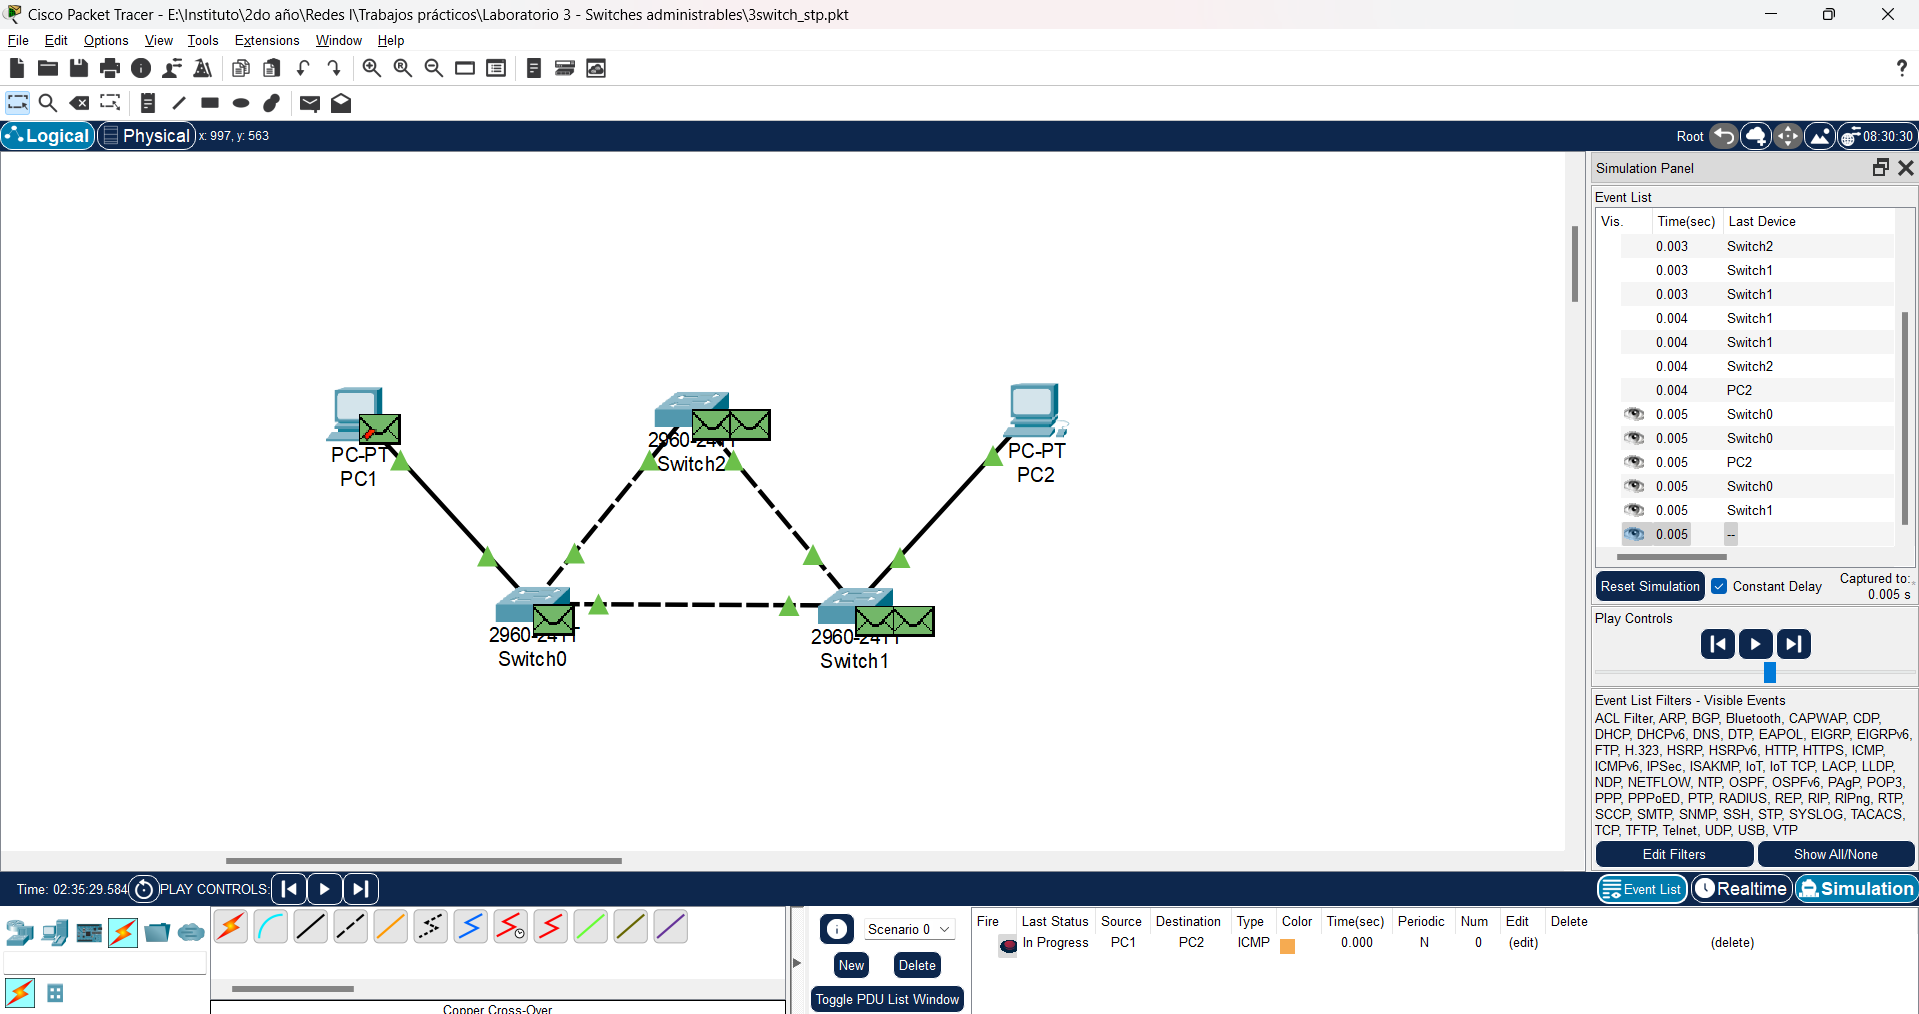 Cisco Packet Tracer - E:\Instituto\2do año\Redes I\Trabajos prácticos\Laboratorio 3 - Switches administrables\3switch_stp.pkt
File Edit Options View Tools Extensions Window Help
?
Logical Physical x: 997, y: 563 Root 08:30:30
Simulation Panel
Event List
Vis. Time(sec) Last Device
0.003 Switch2
0.003 Switch1
0.003 Switch1
0.004 Switch1
0.004 Switch1
0.004 Switch2
0.004 PC2
0.005 Switch0
0.005 Switch0
0.005 PC2
0.005 Switch0
0.005 Switch1
0.005 --
Reset Simulation Constant Delay Captured to:
0.005 s
Play Controls
Event List Filters - Visible Events
ACL Filter, ARP, BGP, Bluetooth, CAPWAP, CDP,
DHCP, DHCPv6, DNS, DTP, EAPOL, EIGRP, EIGRPv6,
FTP, H.323, HSRP, HSRPv6, HTTP, HTTPS, ICMP,
ICMPv6, IPSec, ISAKMP, IoT, IoT TCP, LACP, LLDP,
NDP, NETFLOW, NTP, OSPF, OSPFv6, PAgP, POP3,
PPP, PPPoED, PTP, RADIUS, REP, RIP, RIPng, RTP,
SCCP, SMTP, SNMP, SSH, STP, SYSLOG, TACACS,
TCP, TFTP, Telnet, UDP, USB, VTP
Edit Filters Show All/None
PC-PT
PC1
2960-24TT
Switch2
PC-PT
PC2
2960-24TT
Switch0
2960-24TT
Switch1
Time: 02:35:29.584 PLAY CONTROLS:
Event List Realtime Simulation
Scenario 0
New Delete
Toggle PDU List Window
Fire Last Status Source Destination Type Color Time(sec) Periodic Num Edit Delete
In Progress PC1 PC2 ICMP 0.000 N 0 (edit) (delete)
Copper Cross-Over